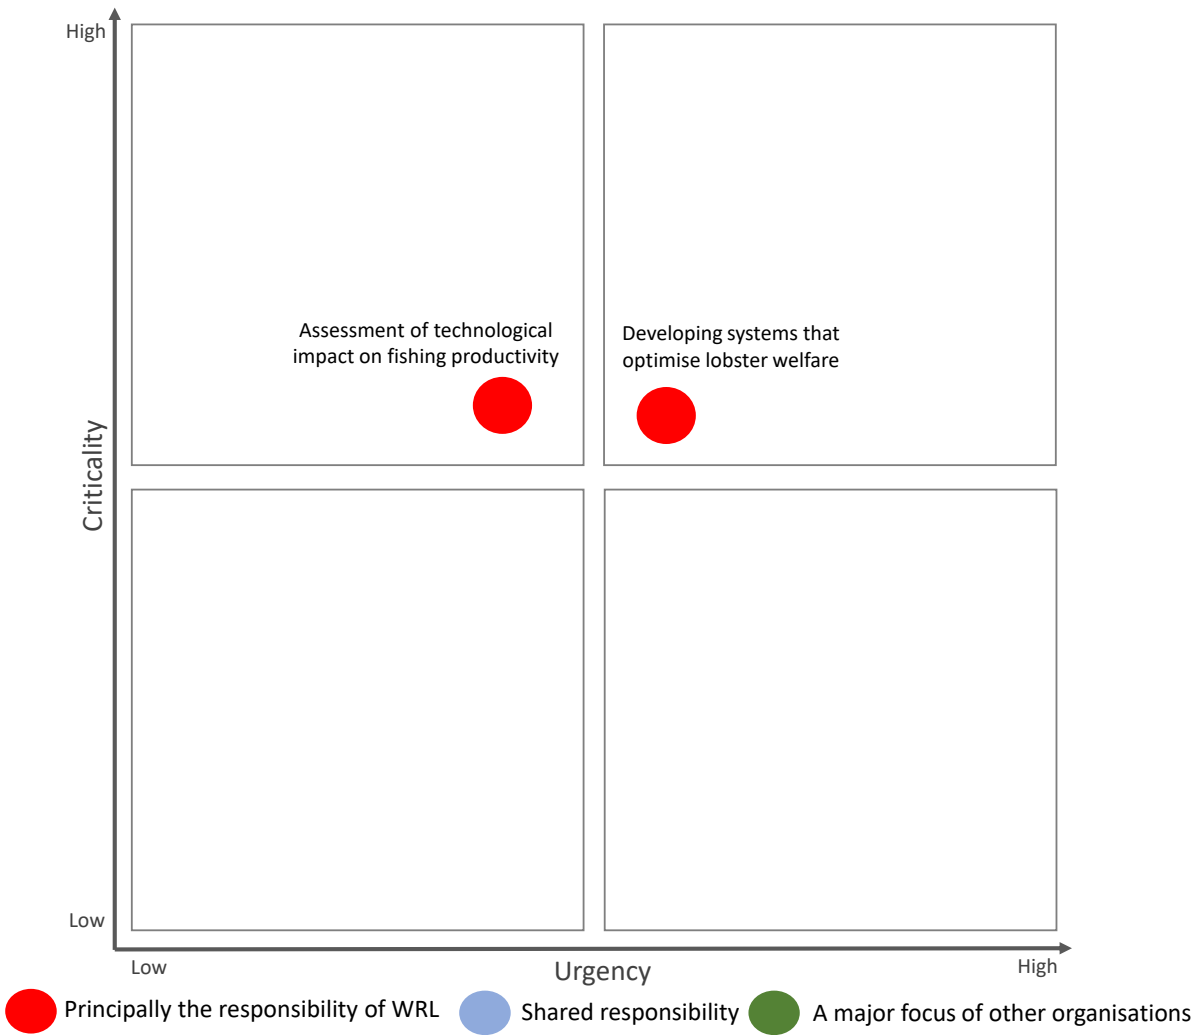 High
Assessment of technological
impact on fishing productivity
Developing systems that
optimise lobster welfare
Criticality
Low
Low
Urgency
High
Principally the responsibility of WRL
Shared responsibility
A major focus of other organisations